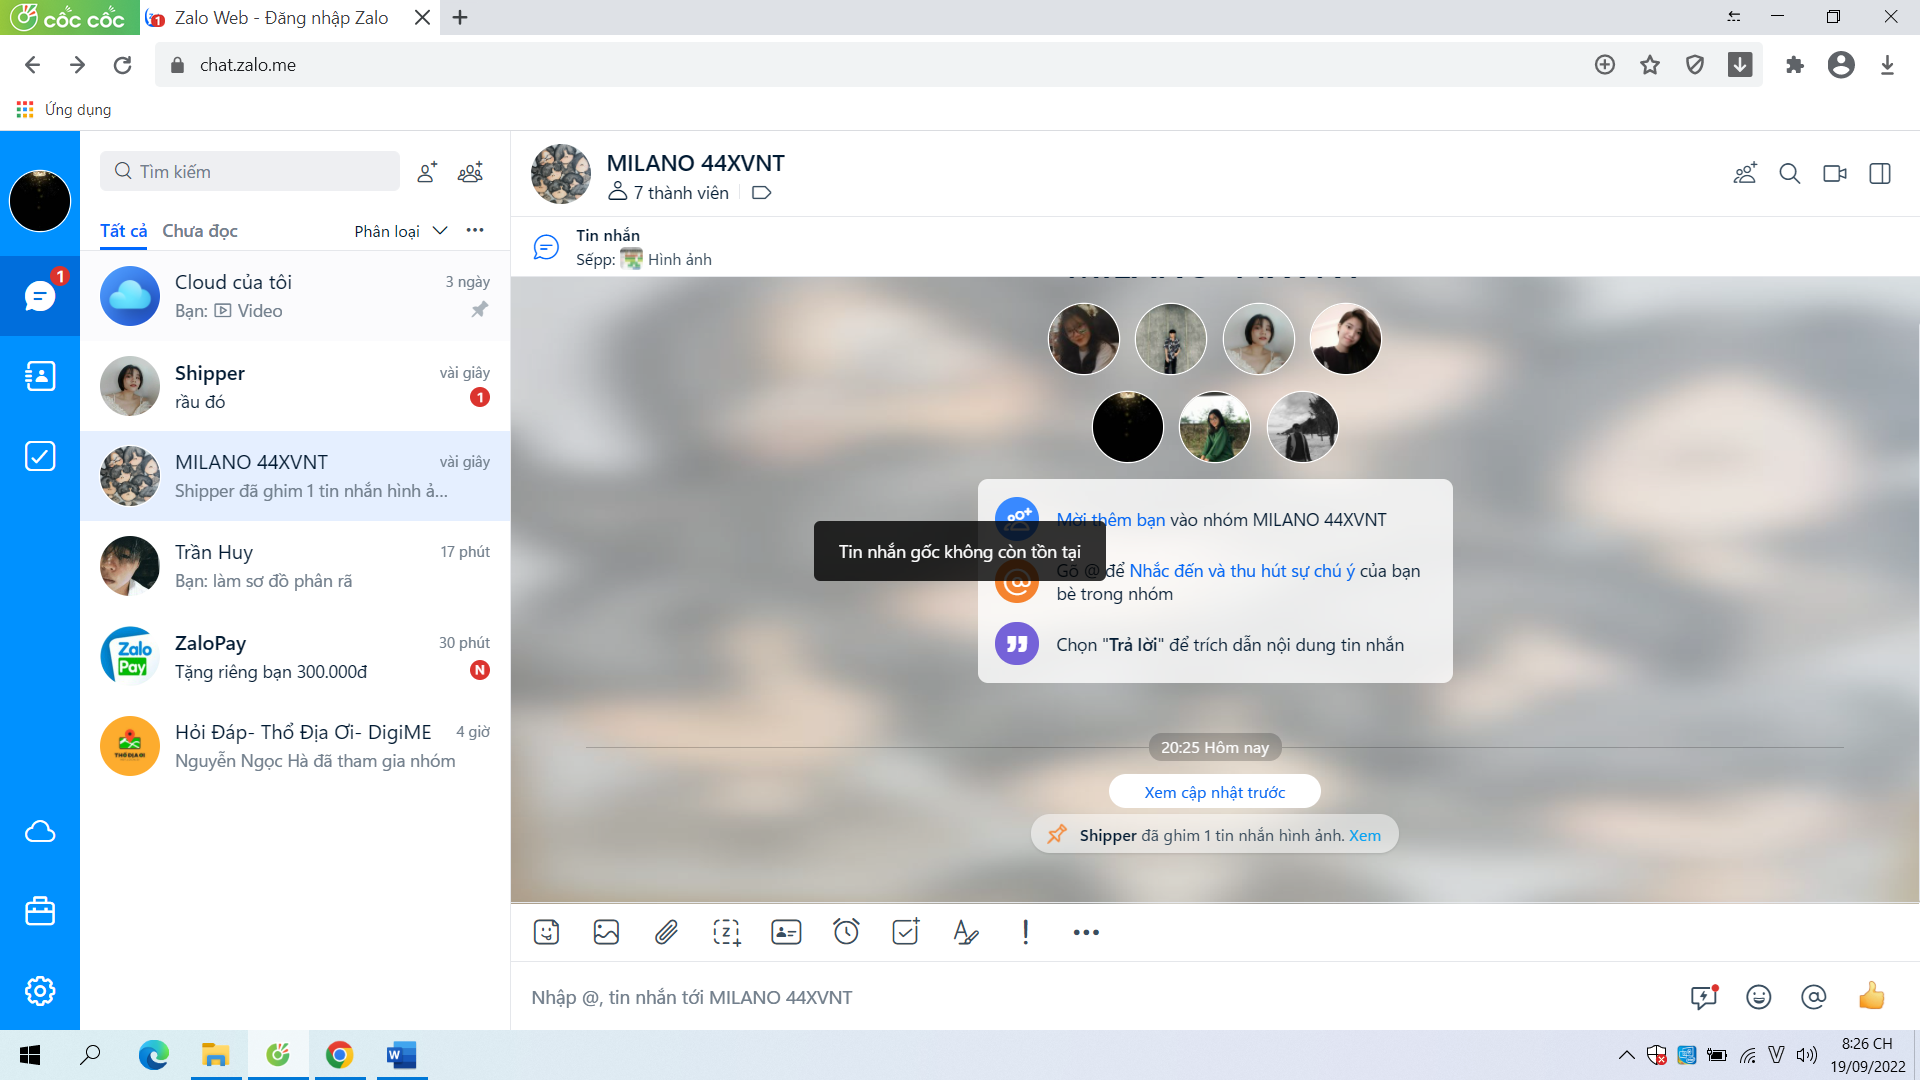 cốc cốc
1
Zalo Web - Đăng nhập Zalo
chat.zalo.me
Ứng dụng
1
Tìm kiếm
Tất cả
Chưa đọc
Phân loại
Cloud của tôi
3 ngày
Bạn: Video
Shipper
vài giây
rầu đó
1
MILANO 44XVNT
vài giây
Shipper đã ghim 1 tin nhắn hình ả...
Trần Huy
17 phút
Bạn: làm sơ đồ phân rã
Zalo
Pay
ZaloPay
30 phút
Tặng riêng bạn 300.000đ
N
THỔ ĐỊA ƠI
Hỏi Đáp- Thổ Địa Ơi- DigiME
4 giờ
Nguyễn Ngọc Hà đã tham gia nhóm
MILANO 44XVNT
7 thành viên
Tin nhắn
Sếpp: Hình ảnh
Mời thêm bạn vào nhóm MILANO 44XVNT
Tin nhắn gốc không còn tồn tại
Gõ @ để Nhắc đến và thu hút sự chú ý của bạn
bè trong nhóm
Chọn "Trả lời" để trích dẫn nội dung tin nhắn
20:25 Hôm nay
Xem cập nhật trước
Shipper đã ghim 1 tin nhắn hình ảnh. Xem
Nhập @, tin nhắn tới MILANO 44XVNT
8:26 CH
19/09/2022